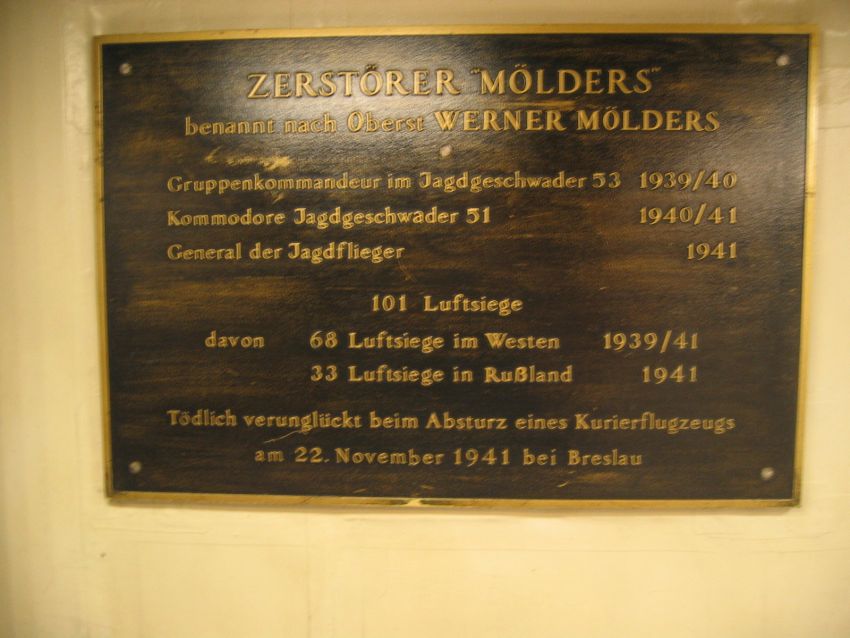 ZERSTÖRER "MÖLDERS"
benannt nach Oberst WERNER MÖLDERS
Gruppenkommandeur im Jagdgeschwader 53 1939/40
Kommodore Jagdgeschwader 51 1940/41
General der Jagdflieger 1941
101 Luftsiege
davon 68 Luftsiege im Westen 1939/41
33 Luftsiege in Rußland 1941
Tödlich verunglückt beim Absturz eines Kurierflugzeugs
am 22. November 1941 bei Breslau